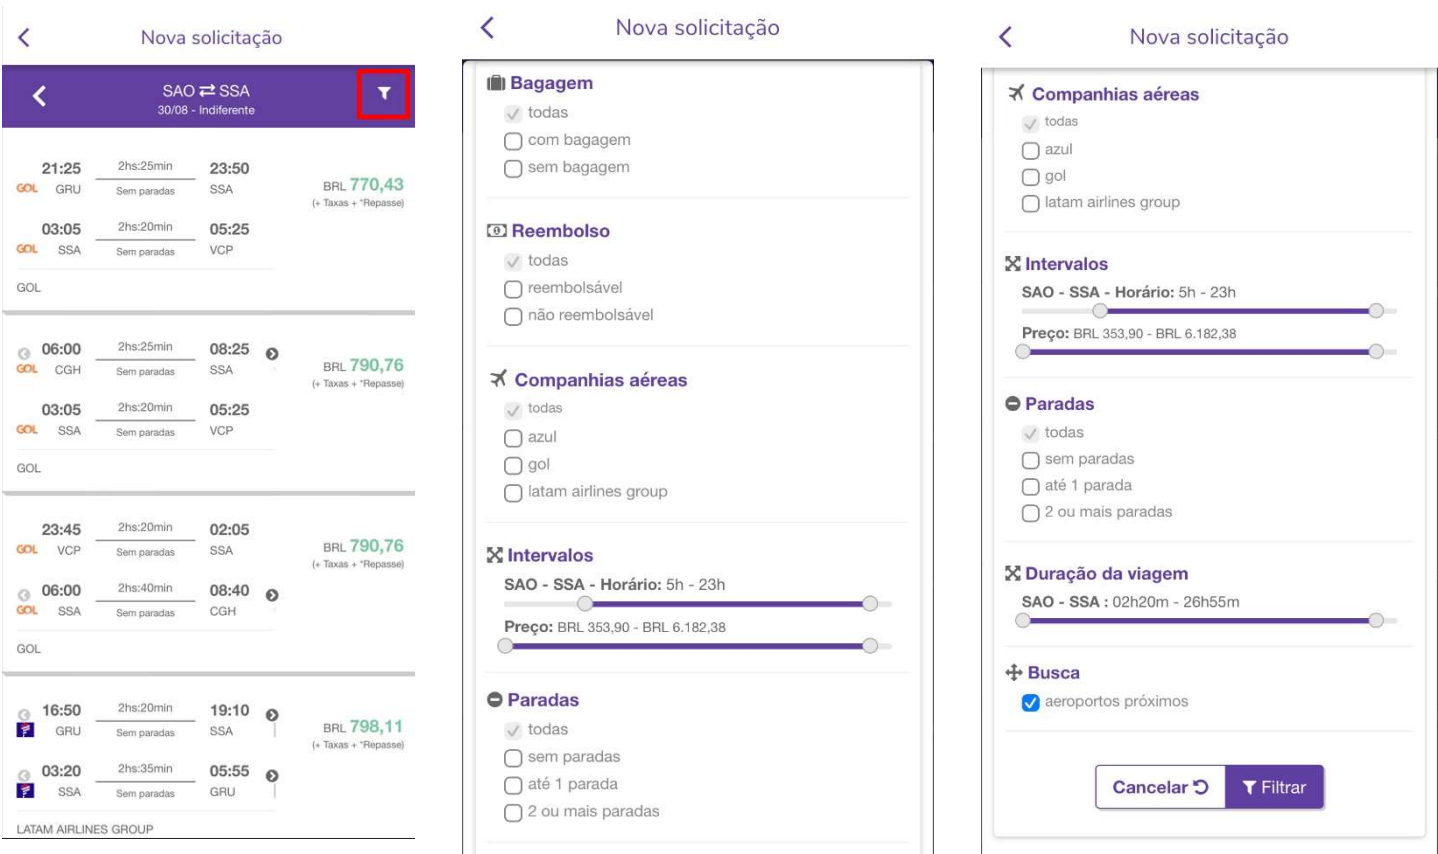 Nova solicitação
SAO ⇄ SSA
30/08 - Indiferente
21:25 2hs:25min 23:50
GOL GRU Sem paradas SSA
BRL 770,43
(+ Taxas + *Repasse)
03:05 2hs:20min 05:25
GOL SSA Sem paradas VCP
GOL
06:00 2hs:25min 08:25
GOL CGH Sem paradas SSA
BRL 790,76
(+ Taxas + *Repasse)
03:05 2hs:20min 05:25
GOL SSA Sem paradas VCP
GOL
23:45 2hs:20min 02:05
GOL VCP Sem paradas SSA
BRL 790,76
(+ Taxas + *Repasse)
06:00 2hs:40min 08:40
GOL SSA Sem paradas CGH
GOL
16:50 2hs:20min 19:10
GRU Sem paradas SSA
BRL 798,11
(+ Taxas + *Repasse)
03:20 2hs:35min 05:55
SSA Sem paradas GRU
LATAM AIRLINES GROUP
Nova solicitação
Bagagem
todas
com bagagem
sem bagagem
Reembolso
todas
reembolsável
não reembolsável
Companhias aéreas
todas
azul
gol
latam airlines group
Intervalos
SAO - SSA - Horário: 5h - 23h
Preço: BRL 353,90 - BRL 6.182,38
Paradas
todas
sem paradas
até 1 parada
2 ou mais paradas
Nova solicitação
Companhias aéreas
todas
azul
gol
latam airlines group
Intervalos
SAO - SSA - Horário: 5h - 23h
Preço: BRL 353,90 - BRL 6.182,38
Paradas
todas
sem paradas
até 1 parada
2 ou mais paradas
Duração da viagem
SAO - SSA : 02h20m - 26h55m
Busca
aeroportos próximos
Cancelar Filtrar